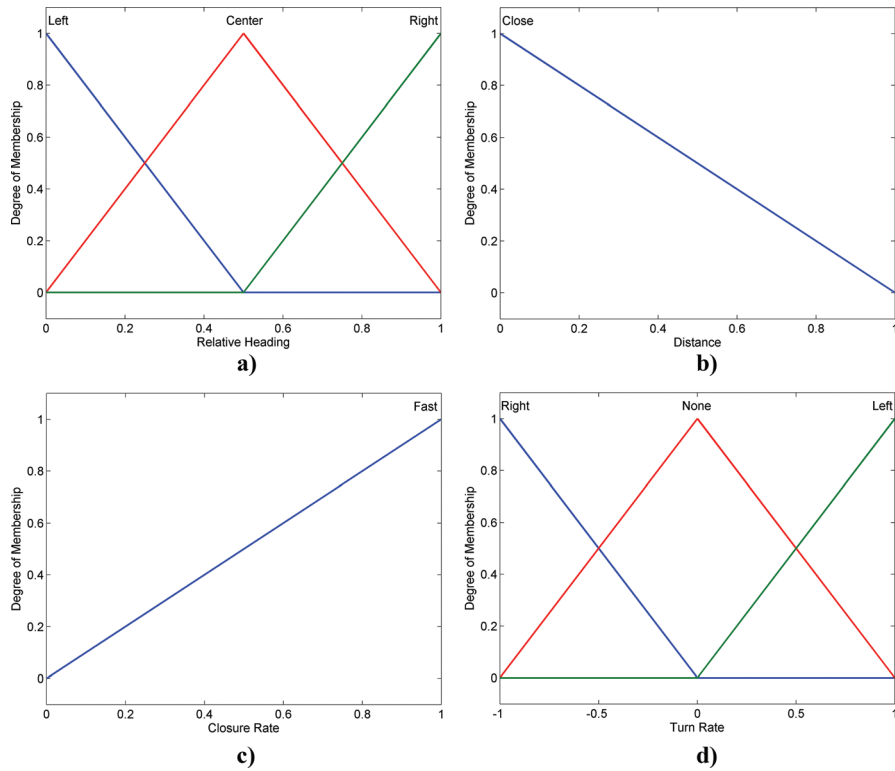 Left Center Right
1
0.8
0.6
0.4
0.2
0
Degree of Membership
0 0.2 0.4 0.6 0.8 1
Relative Heading
a)
Close
1
0.8
0.6
0.4
0.2
0
Degree of Membership
0 0.2 0.4 0.6 0.8 1
Distance
b)
Fast
1
0.8
0.6
0.4
0.2
0
Degree of Membership
0 0.2 0.4 0.6 0.8 1
Closure Rate
c)
Right None Left
1
0.8
0.6
0.4
0.2
0
Degree of Membership
-1 -0.5 0 0.5 1
Turn Rate
d)